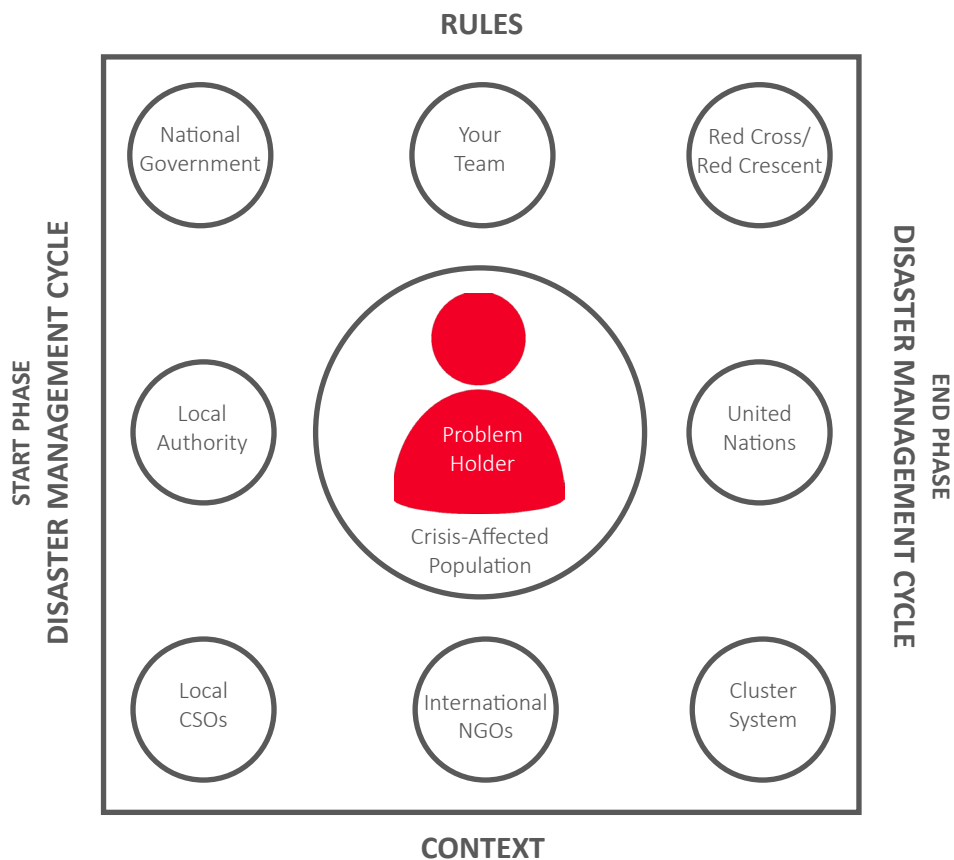 RULES
National
Government
Your
Team
Red Cross/
Red Crescent
START PHASE
DISASTER MANAGEMENT CYCLE
Local
Authority
Problem
Holder
Crisis-Affected
Population
United
Nations
DISASTER MANAGEMENT CYCLE
END PHASE
Local
CSOs
International
NGOs
Cluster
System
CONTEXT